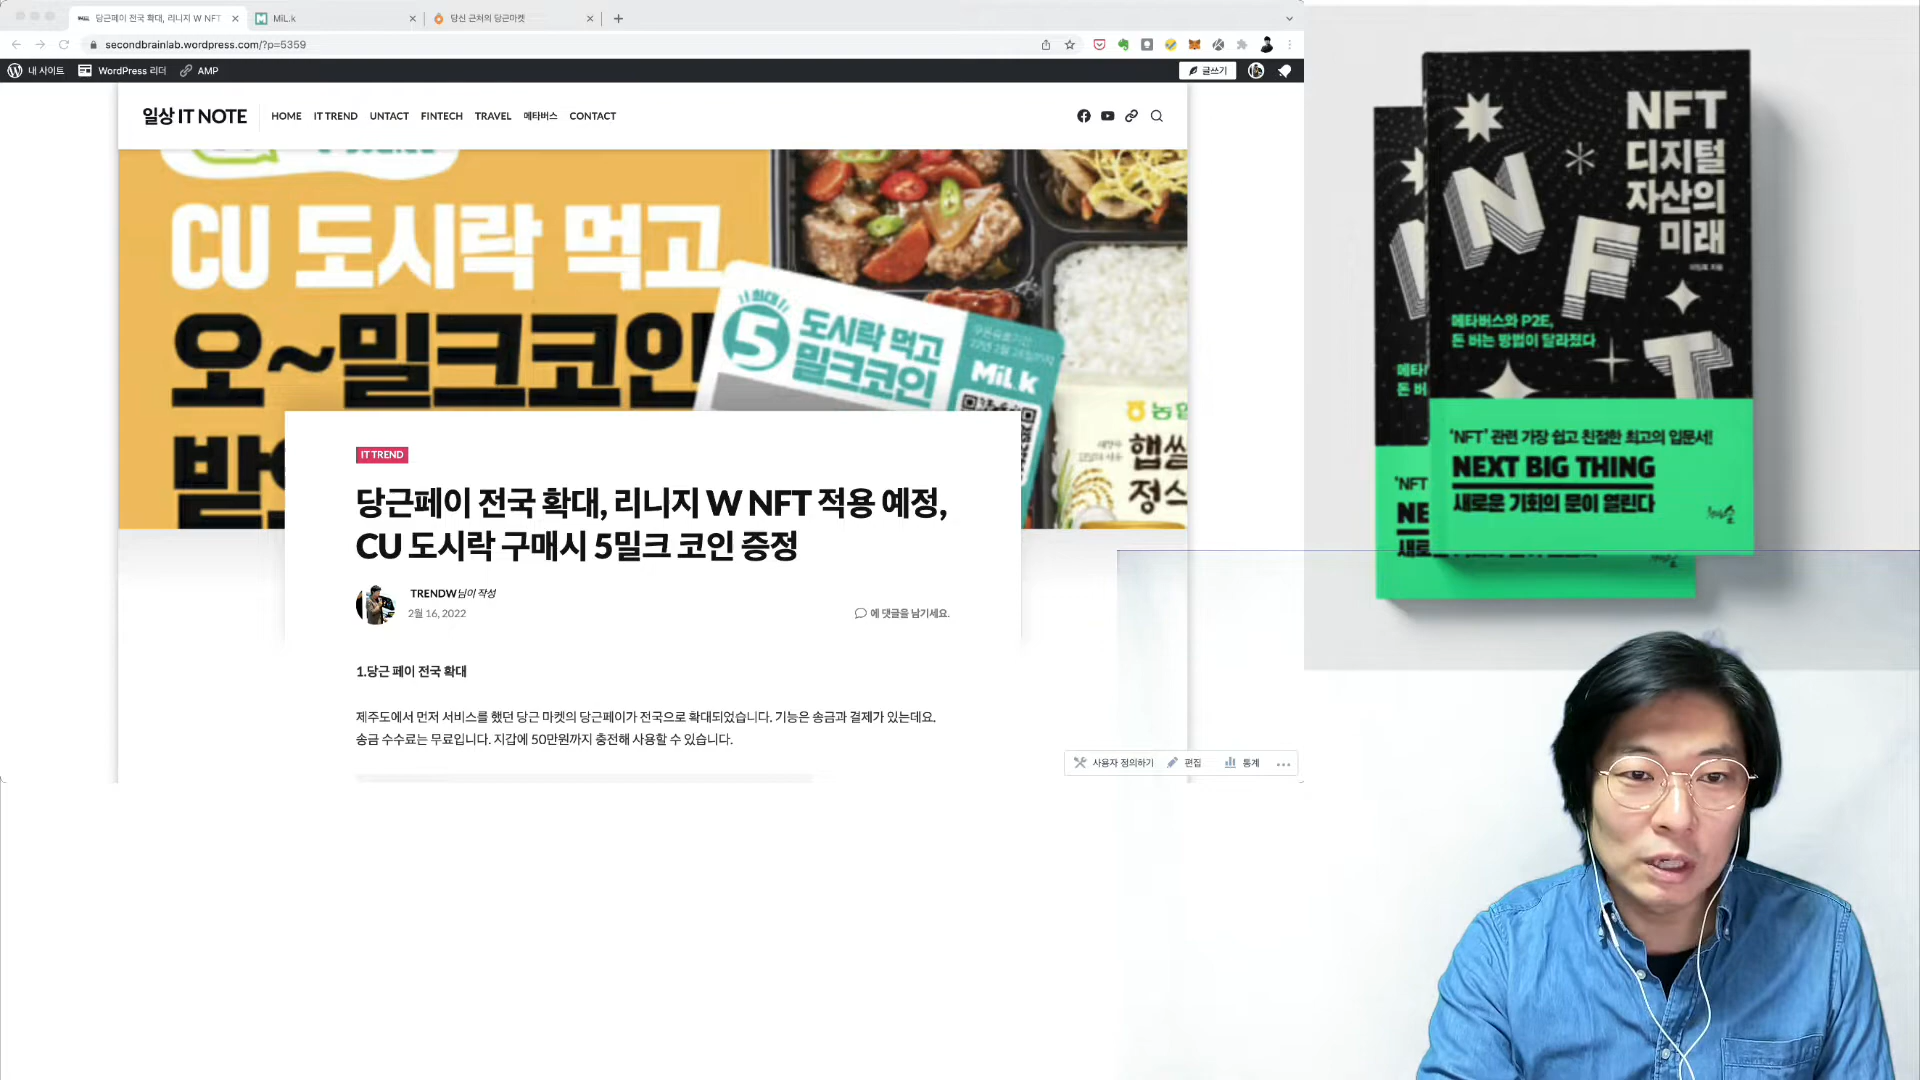 당근페이 전국 확대, 리니지 W NFT
MiL.k
당신 근처의 당근마켓
secondbrainlab.wordpress.com/?p=5359
내 사이트
WordPress 리더
AMP
글쓰기
일상 IT NOTE
HOME
IT TREND
UNTACT
FINTECH
TRAVEL
메타버스
CONTACT
CU 도시락 먹고
오~밀크코인
최대
5
도시락 먹고
밀크코인
MiL.k
농협
햅쌀
정식
IT TREND
당근페이 전국 확대, 리니지 W NFT 적용 예정,
CU 도시락 구매시 5밀크 코인 증정
TRENDW님이 작성
2월 16, 2022
에 댓글을 남기세요.
1.당근 페이 전국 확대
제주도에서 먼저 서비스를 했던 당근 마켓의 당근페이가 전국으로 확대되었습니다. 기능은 송금과 결제가 있는데요.
송금 수수료는 무료입니다. 지갑에 50만원까지 충전해 사용할 수 있습니다.
사용자 정의하기
편집
통계
NFT
디지털
자산의
미래
NFT
메타버스와 P2E,
돈 버는 방법이 달라졌다
'NFT' 관련 가장 쉽고 친절한 최고의 입문서!
NEXT BIG THING
새로운 기회의 문이 열린다